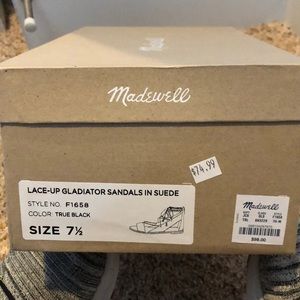 Madewell
$74.99
LACE-UP GLADIATOR SANDALS IN SUEDE
STYLE NO. F1658
COLOR: TRUE BLACK
SIZE 7½
Madewell
$98.00